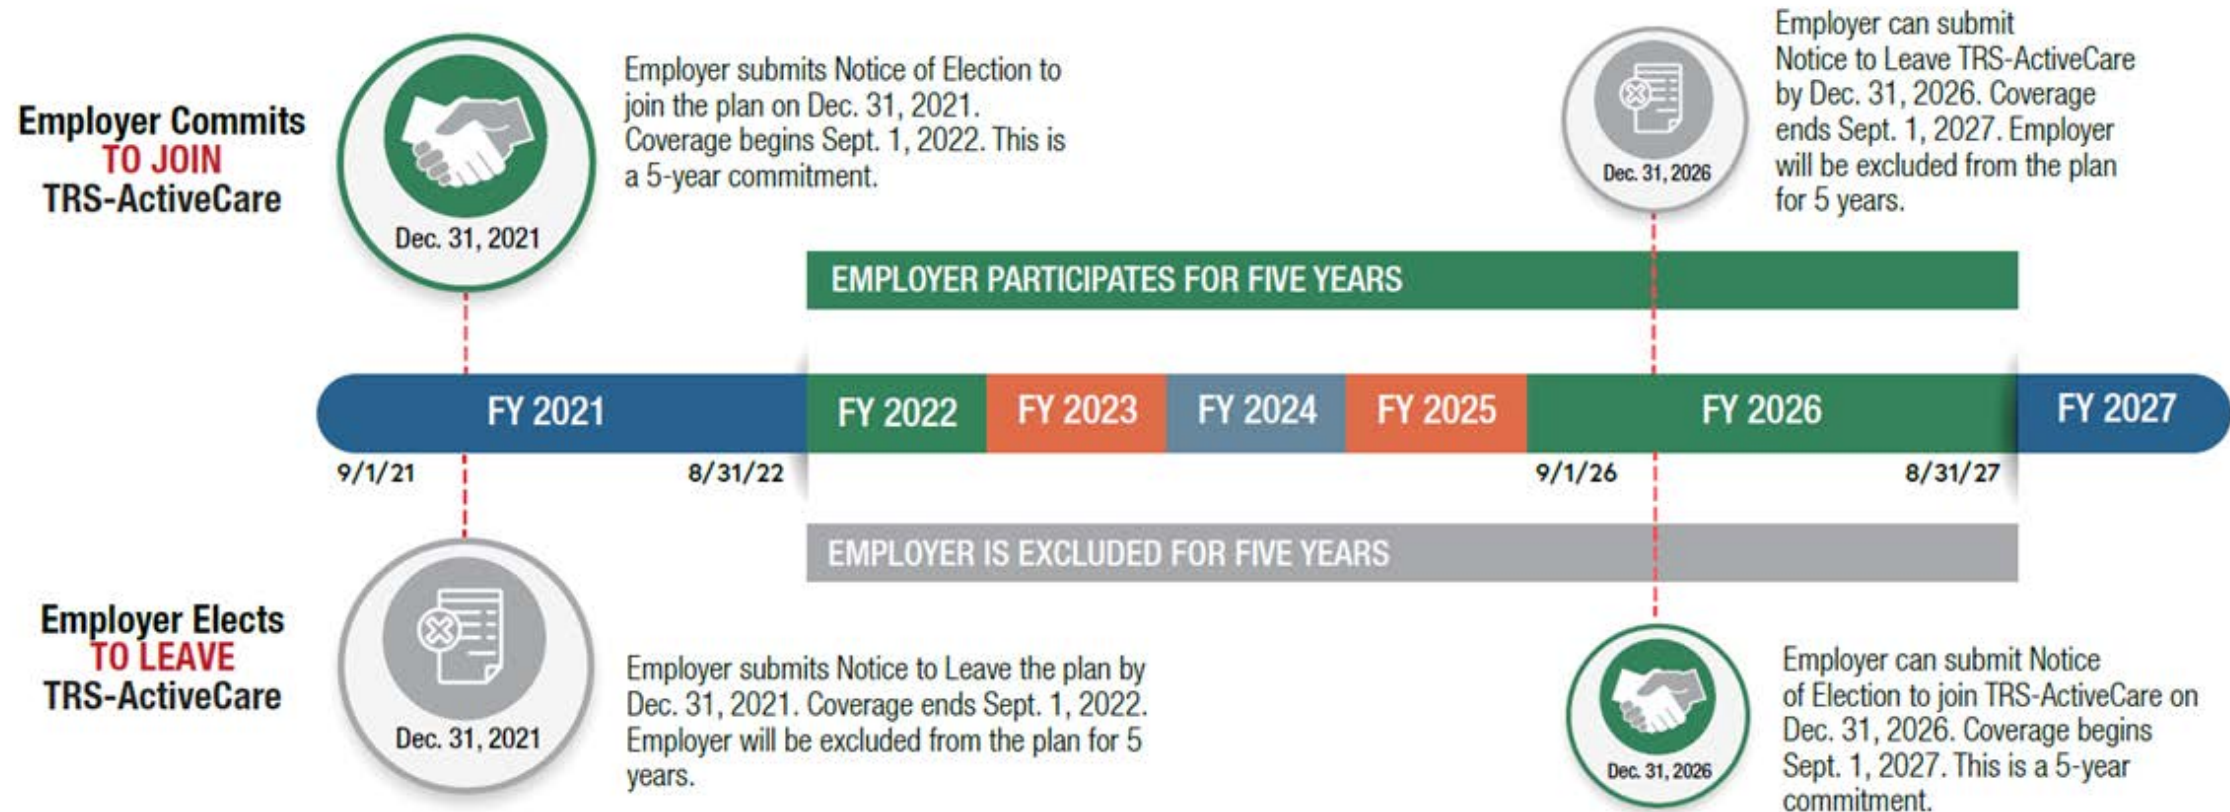 Employer Commits
TO JOIN
TRS-ActiveCare
Dec. 31, 2021
Employer submits Notice of Election to
join the plan on Dec. 31, 2021.
Coverage begins Sept. 1, 2022. This is
a 5-year commitment.
Dec. 31, 2026
Employer can submit
Notice to Leave TRS-ActiveCare
by Dec. 31, 2026. Coverage
ends Sept. 1, 2027. Employer
will be excluded from the plan
for 5 years.
EMPLOYER PARTICIPATES FOR FIVE YEARS
FY 2021
FY 2022
FY 2023
FY 2024
FY 2025
FY 2026
FY 2027
9/1/21
8/31/22
9/1/26
8/31/27
EMPLOYER IS EXCLUDED FOR FIVE YEARS
Employer Elects
TO LEAVE
TRS-ActiveCare
Dec. 31, 2021
Employer submits Notice to Leave the plan by
Dec. 31, 2021. Coverage ends Sept. 1, 2022.
Employer will be excluded from the plan for 5
years.
Dec. 31, 2026
Employer can submit Notice
of Election to join TRS-ActiveCare on
Dec. 31, 2026. Coverage begins
Sept. 1, 2027. This is a 5-year
commitment.